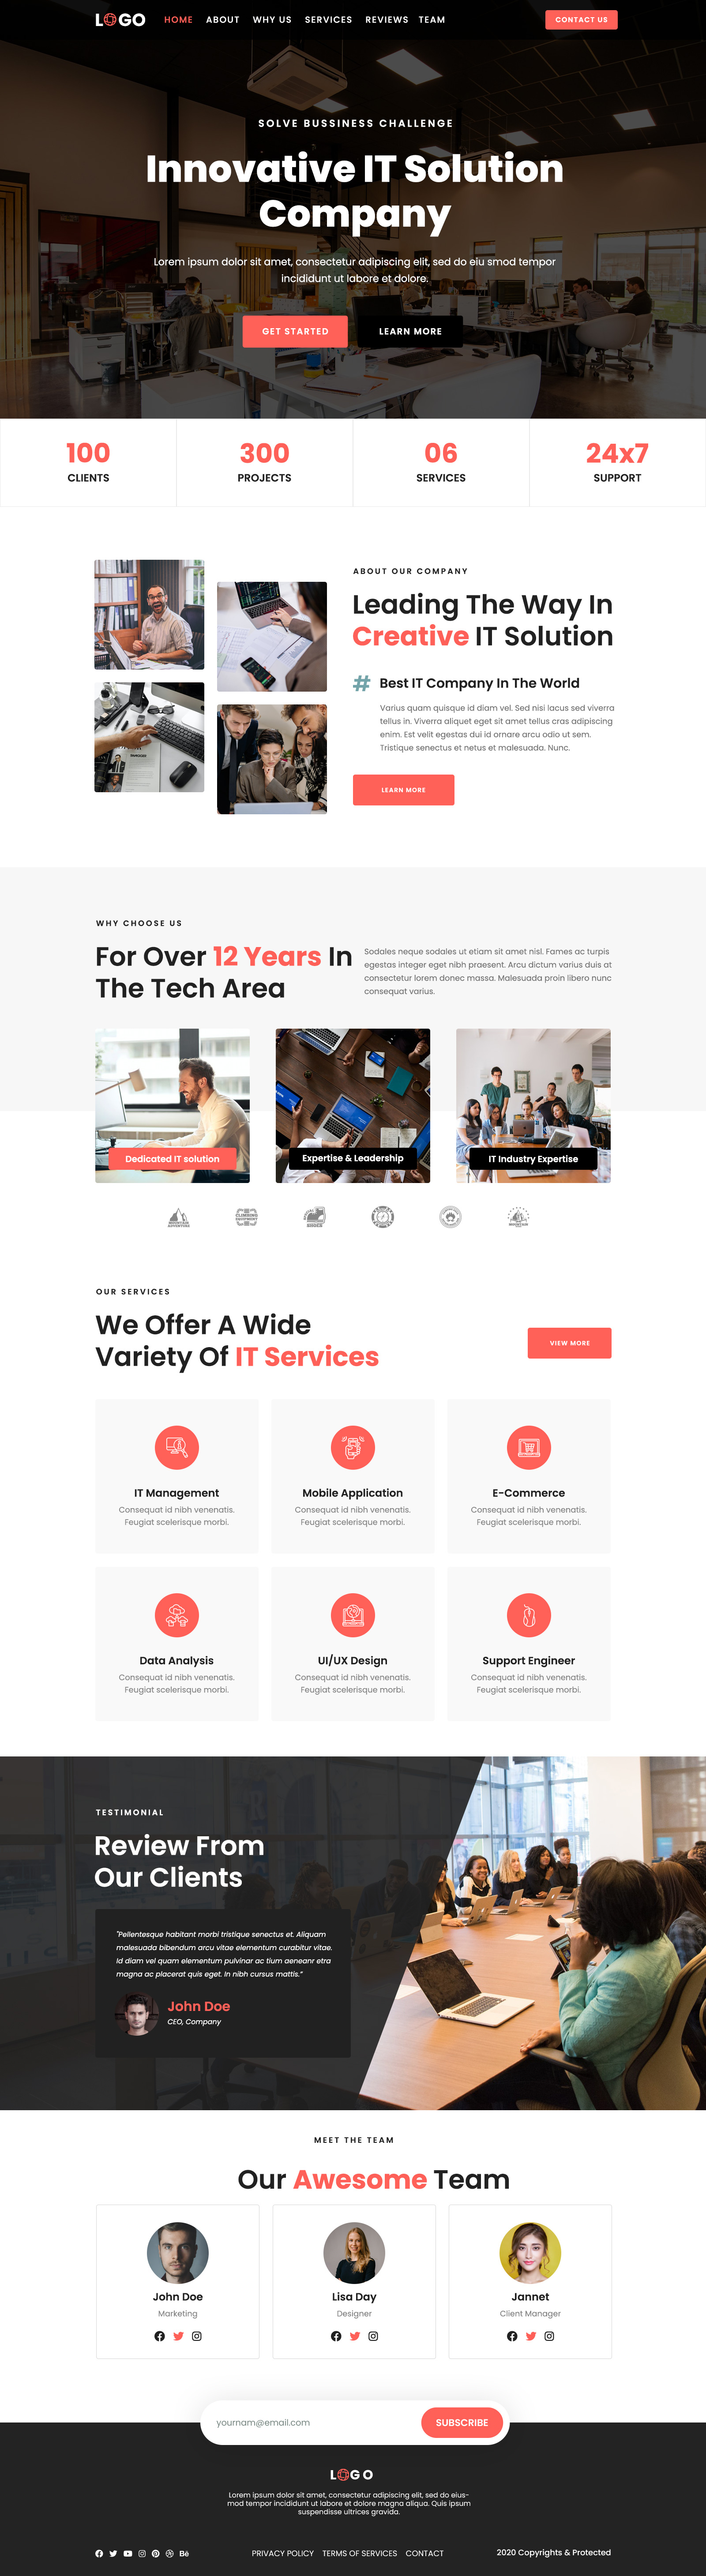 LOGO
HOME ABOUT WHY US SERVICES REVIEWS TEAM
CONTACT US
SOLVE BUSSINESS CHALLENGE
Innovative IT Solution
Company
Lorem ipsum dolor sit amet, consectetur adipiscing elit, sed do eiu smod tempor
incididunt ut labore et dolore.
GET STARTED
LEARN MORE
100
CLIENTS
300
PROJECTS
06
SERVICES
24x7
SUPPORT
ABOUT OUR COMPANY
Leading The Way In
Creative IT Solution
# Best IT Company In The World
Varius quam quisque id diam vel. Sed nisi lacus sed viverra
tellus in. Viverra aliquet eget sit amet tellus cras adipiscing
enim. Est velit egestas dui id ornare arcu odio ut sem.
Tristique senectus et netus et malesuada. Nunc.
LEARN MORE
WHY CHOOSE US
For Over 12 Years In
The Tech Area
Sodales neque sodales ut etiam sit amet nisl. Fames ac turpis
egestas integer eget nibh praesent. Arcu dictum varius duis at
consectetur lorem donec massa. Malesuada proin libero nunc
consequat varius.
Dedicated IT solution
Expertise & Leadership
IT Industry Expertise
MOUNTAIN
ADVENTURE
CLIMBING
EQUIPMENT
HIKER
MOUNTAIN
OUR SERVICES
We Offer A Wide
Variety Of IT Services
VIEW MORE
IT Management
Consequat id nibh venenatis.
Feugiat scelerisque morbi.
Mobile Application
Consequat id nibh venenatis.
Feugiat scelerisque morbi.
E-Commerce
Consequat id nibh venenatis.
Feugiat scelerisque morbi.
Data Analysis
Consequat id nibh venenatis.
Feugiat scelerisque morbi.
UI/UX Design
Consequat id nibh venenatis.
Feugiat scelerisque morbi.
Support Engineer
Consequat id nibh venenatis.
Feugiat scelerisque morbi.
TESTIMONIAL
Review From
Our Clients
"Pellentesque habitant morbi tristique senectus et. Aliquam
malesuada bibendum arcu vitae elementum curabitur vitae.
Id diam vel quam elementum pulvinar ac tium aeneanr etra
magna ac placerat quis eget. In nibh cursus mattis."
John Doe
CEO, Company
MEET THE TEAM
Our Awesome Team
John Doe
Marketing
Lisa Day
Designer
Jannet
Client Manager
yournam@email.com
SUBSCRIBE
LOGO
Lorem ipsum dolor sit amet, consectetur adipiscing elit, sed do eius-
mod tempor incididunt ut labore et dolore magna aliqua. Quis ipsum
suspendisse ultrices gravida.
Bē
PRIVACY POLICY TERMS OF SERVICES CONTACT
2020 Copyrights & Protected